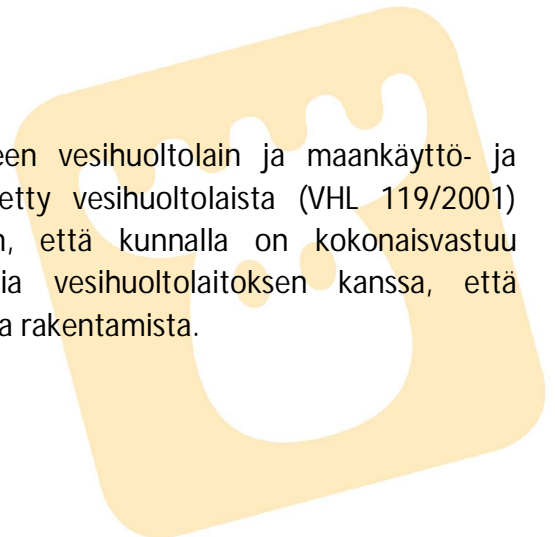 een vesihuoltolain ja maankäyttö- ja
etty vesihuoltolaista (VHL 119/2001)
n, että kunnalla on kokonaisvastuu
ia vesihuoltolaitoksen kanssa, että
a rakentamista.